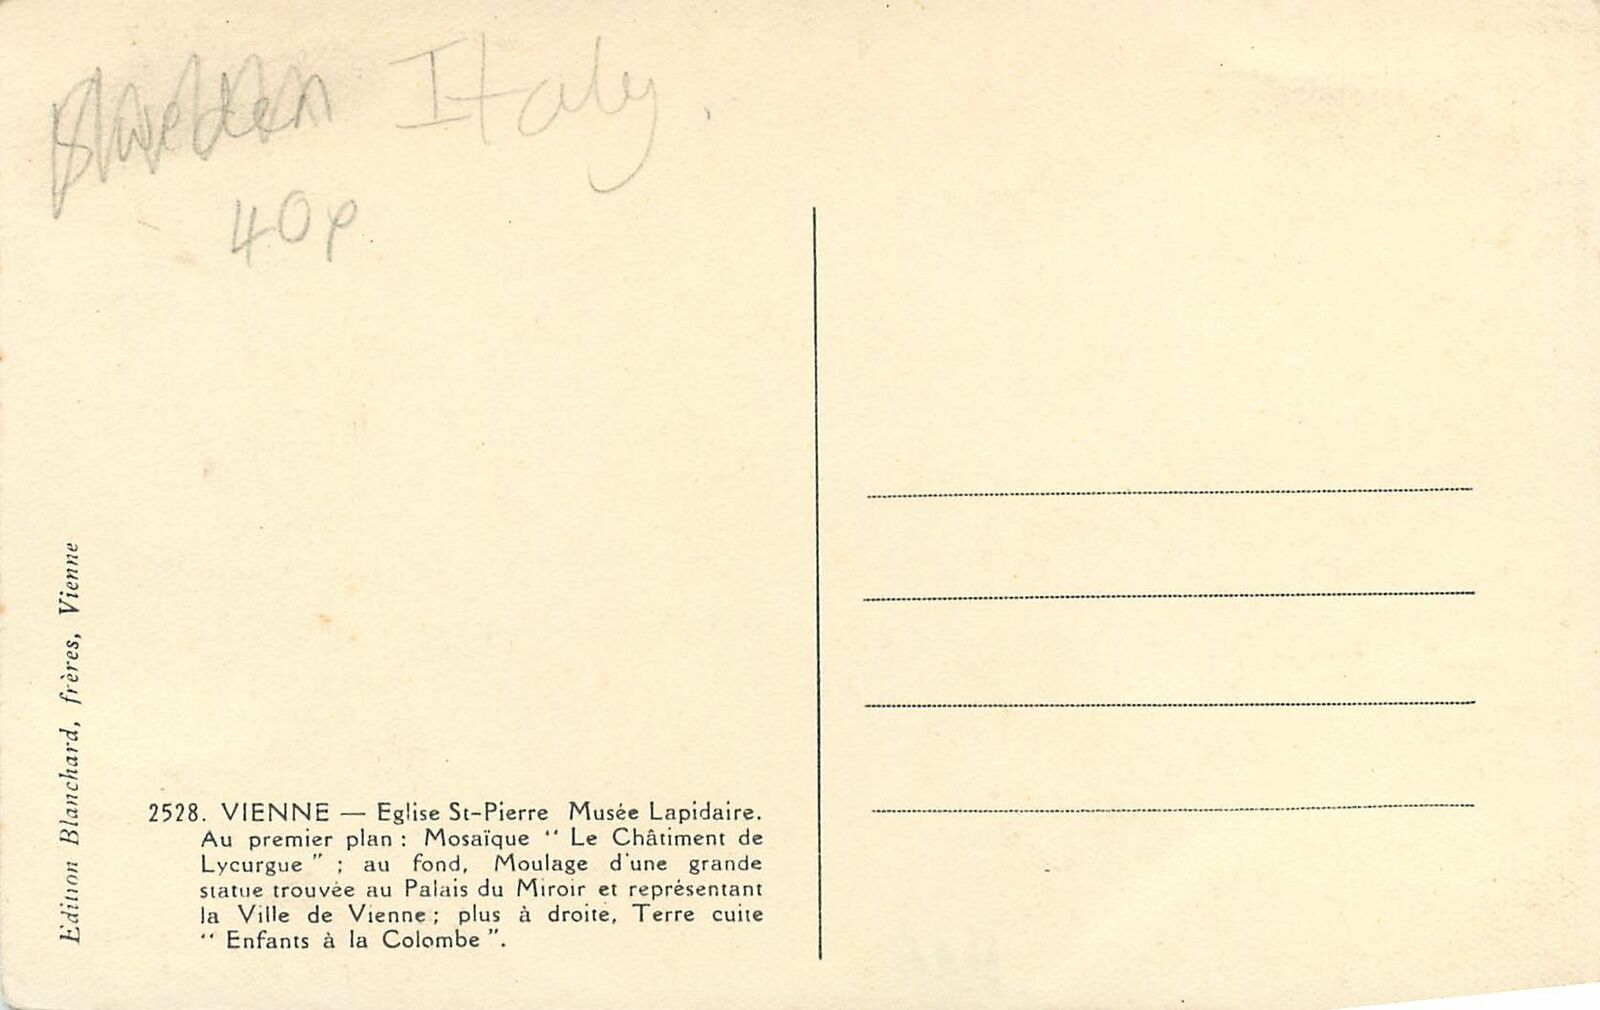 Sweden Italy.
40p
Edition Blanchard, frères, Vienne
2528. VIENNE — Eglise St-Pierre Musée Lapidaire.
Au premier plan : Mosaïque “ Le Châtiment de
Lycurgue ” ; au fond, Moulage d'une grande
statue trouvée au Palais du Miroir et représentant
la Ville de Vienne ; plus à droite, Terre cuite
“ Enfants à la Colombe ”.